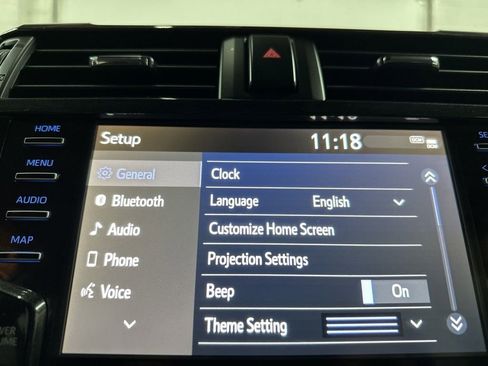 HOME
MENU
AUDIO
MAP
Setup
11:18
DCM
General
Bluetooth
Audio
Phone
Voice
Clock
Language English
Customize Home Screen
Projection Settings
Beep On
Theme Setting